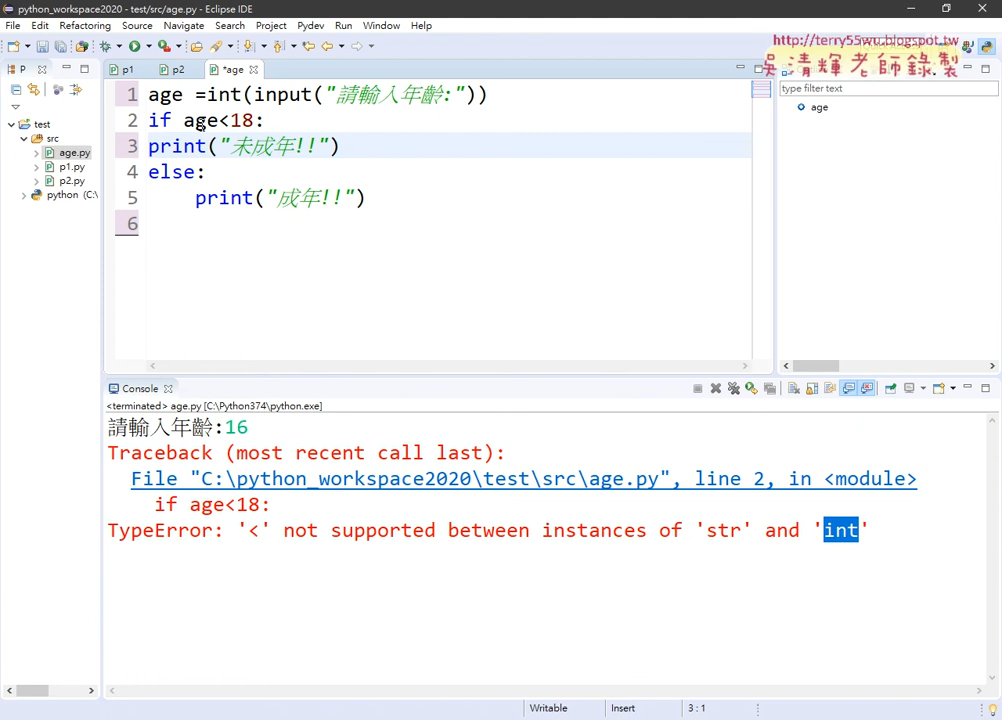 python_workspace2020 - test/src/age.py - Eclipse IDE
File Edit Refactoring Source Navigate Search Project Pydev Run Window Help
http://terry55wu.blogspot.tw
吳清輝老師錄製
P
p1
p2
*age
type filter text
age
test
src
age.py
p1.py
p2.py
python (C:\
1 age =int(input("請輸入年齡:"))
2 if age<18:
3 print("未成年!!")
4 else:
5 print("成年!!")
6
Console
<terminated> age.py [C:\Python374\python.exe]
請輸入年齡:16
Traceback (most recent call last):
File "C:\python_workspace2020\test\src\age.py", line 2, in <module>
if age<18:
TypeError: '<' not supported between instances of 'str' and 'int'
Writable Insert 3 : 1